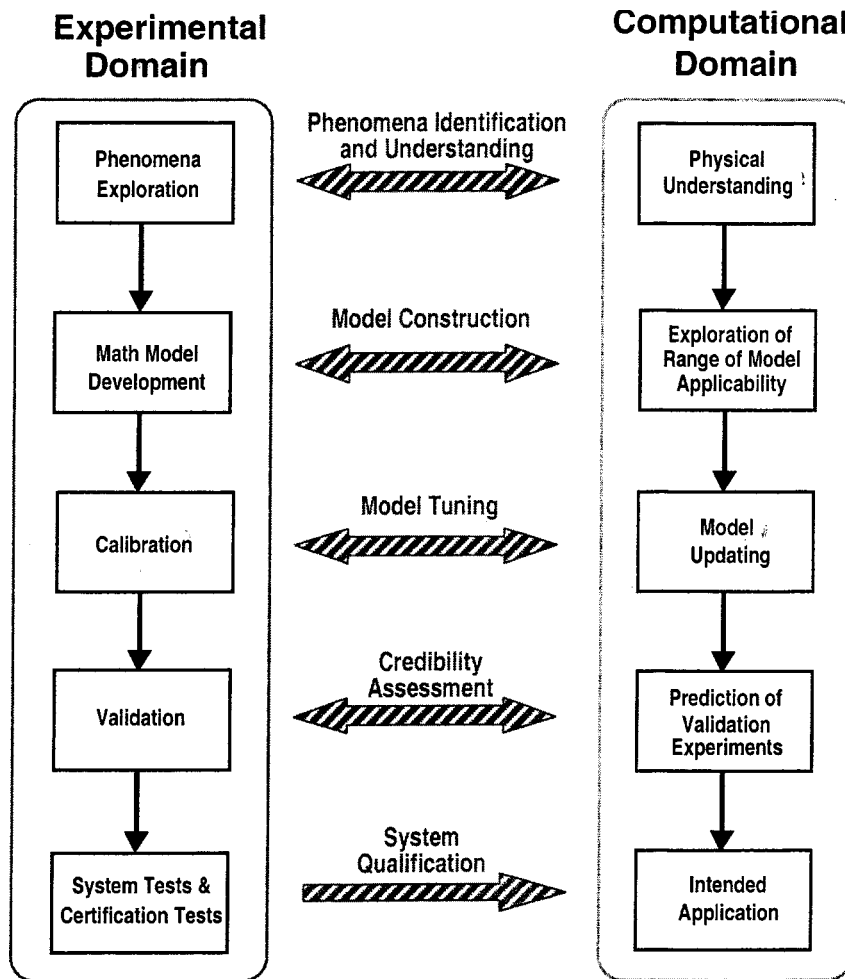 Experimental
Domain
Computational
Domain
Phenomena
Exploration
Phenomena Identification
and Understanding
Physical
Understanding
Math Model
Development
Model Construction
Exploration of
Range of Model
Applicability
Calibration
Model Tuning
Model
Updating
Validation
Credibility
Assessment
Prediction of
Validation
Experiments
System Tests &
Certification Tests
System
Qualification
Intended
Application